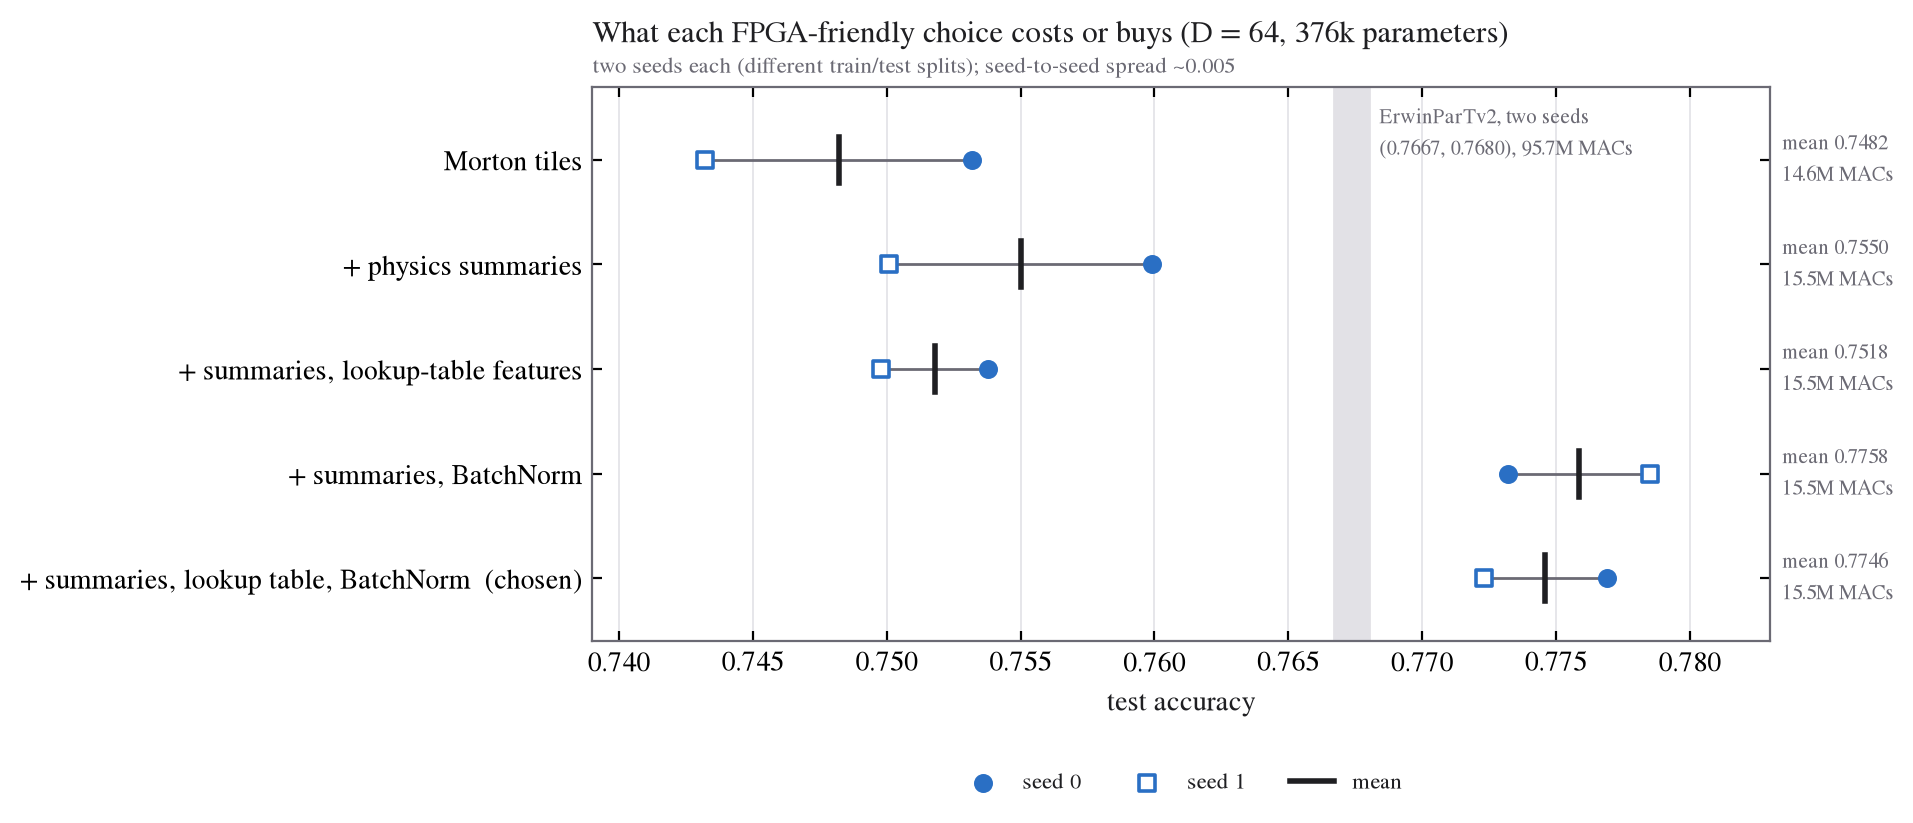 What each FPGA-friendly choice costs or buys (D = 64, 376k parameters)
two seeds each (different train/test splits); seed-to-seed spread ~0.005
ErwinParTv2, two seeds
(0.7667, 0.7680), 95.7M MACs
Morton tiles
mean 0.7482
14.6M MACs
+ physics summaries
mean 0.7550
15.5M MACs
+ summaries, lookup-table features
mean 0.7518
15.5M MACs
+ summaries, BatchNorm
mean 0.7758
15.5M MACs
+ summaries, lookup table, BatchNorm (chosen)
mean 0.7746
15.5M MACs
0.740 0.745 0.750 0.755 0.760 0.765 0.770 0.775 0.780
test accuracy
seed 0 seed 1 mean